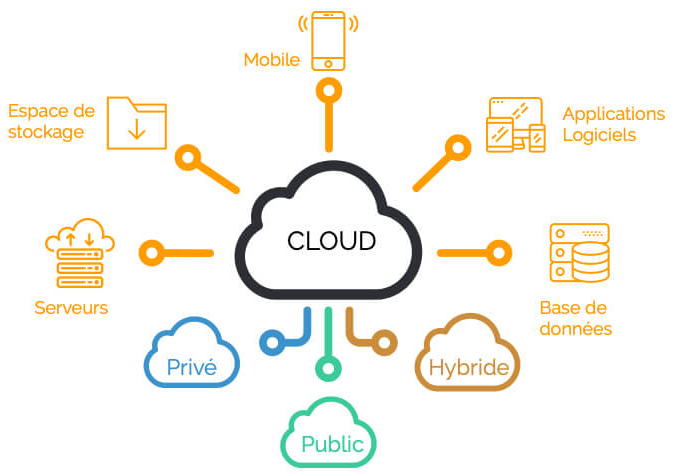 Mobile
Espace de
stockage
Applications
Logiciels
CLOUD
Serveurs
Base de
données
Privé
Hybride
Public